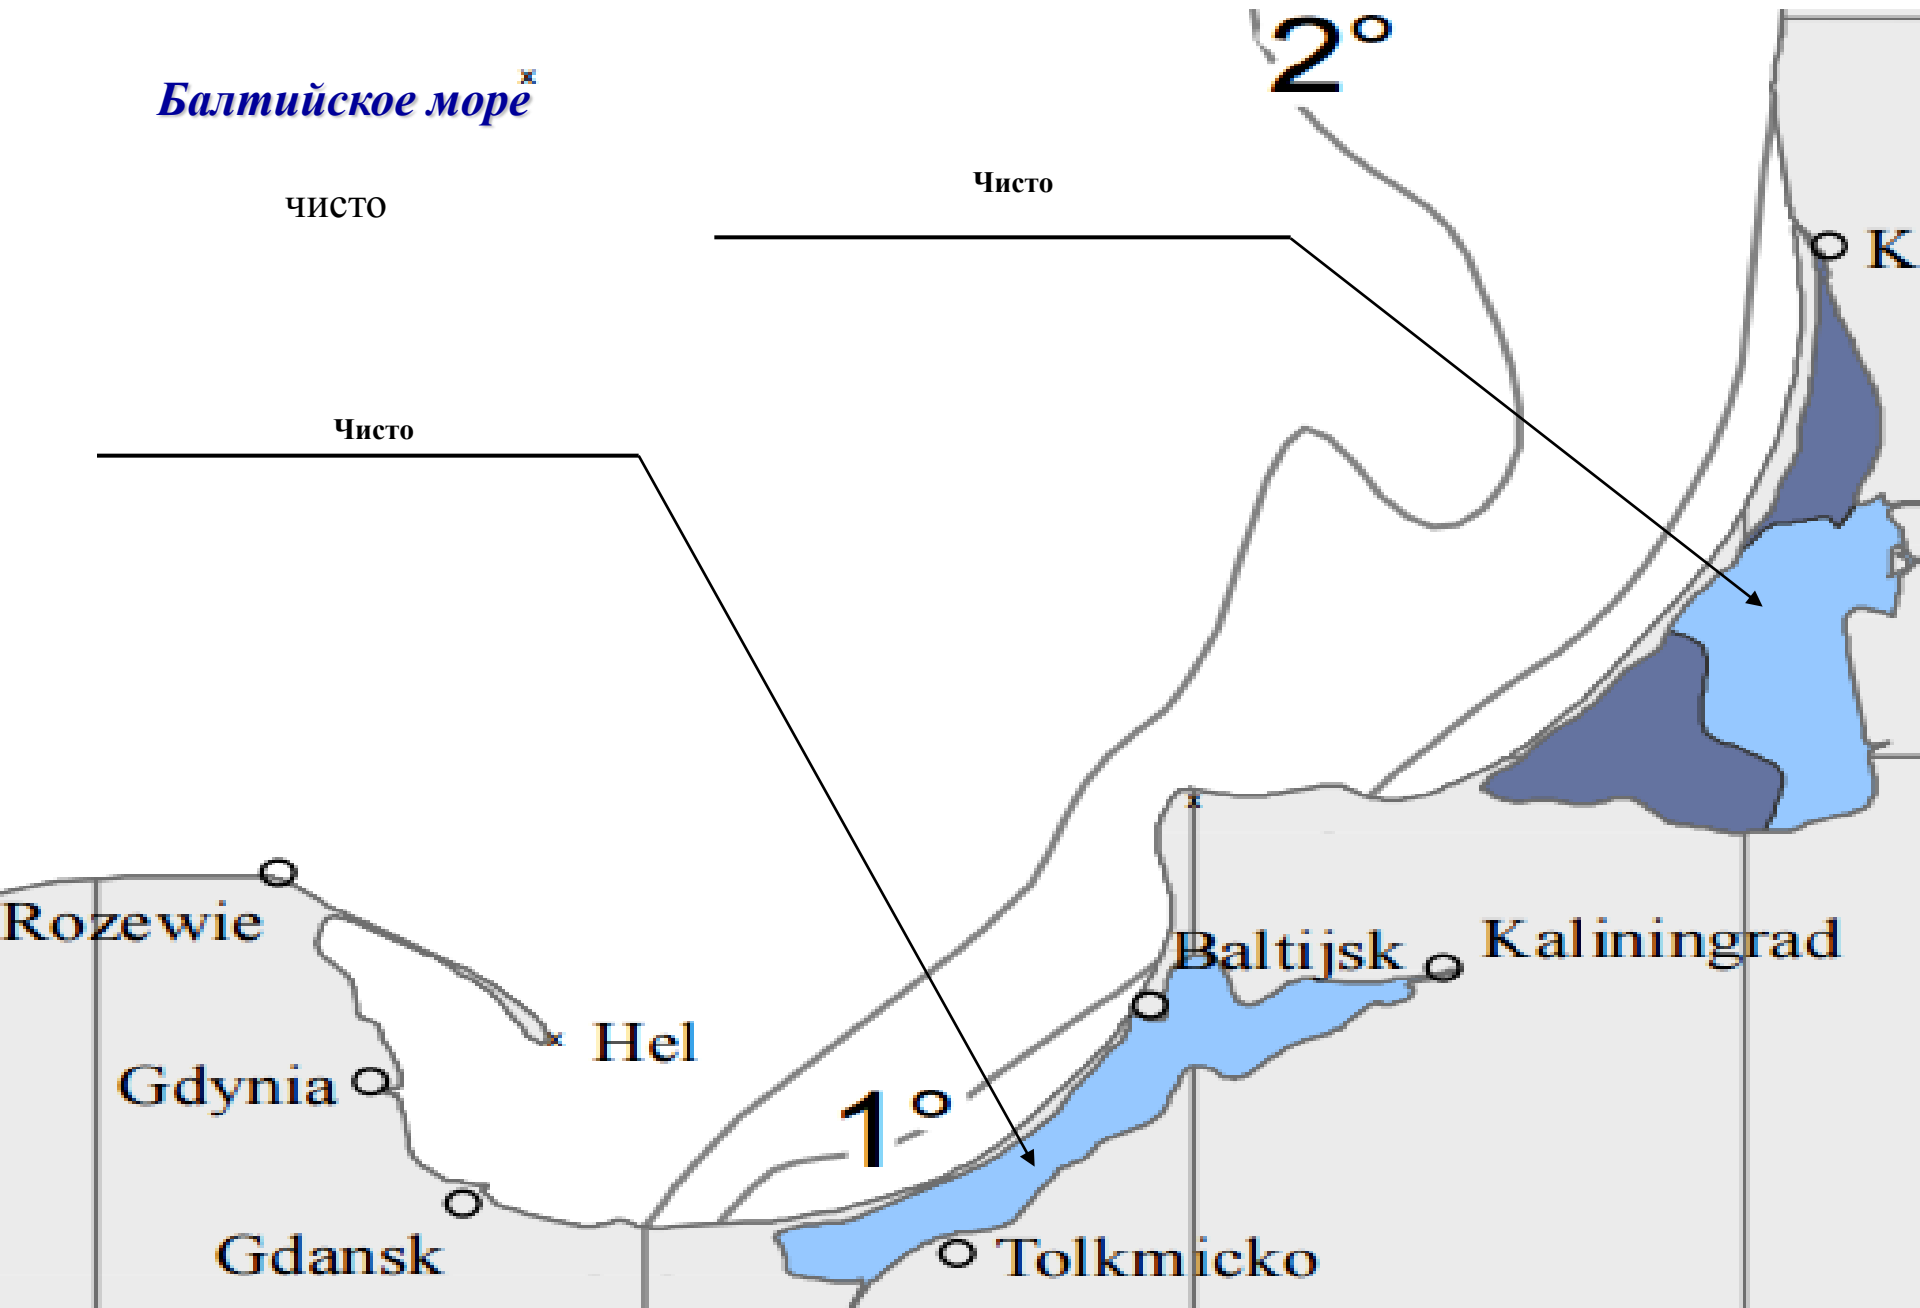 2°
Балтийское море
чисто
Чисто
K
Чисто
Rozewie
Baltijsk
Kaliningrad
Hel
Gdynia
1°
Gdansk
Tolkmicko